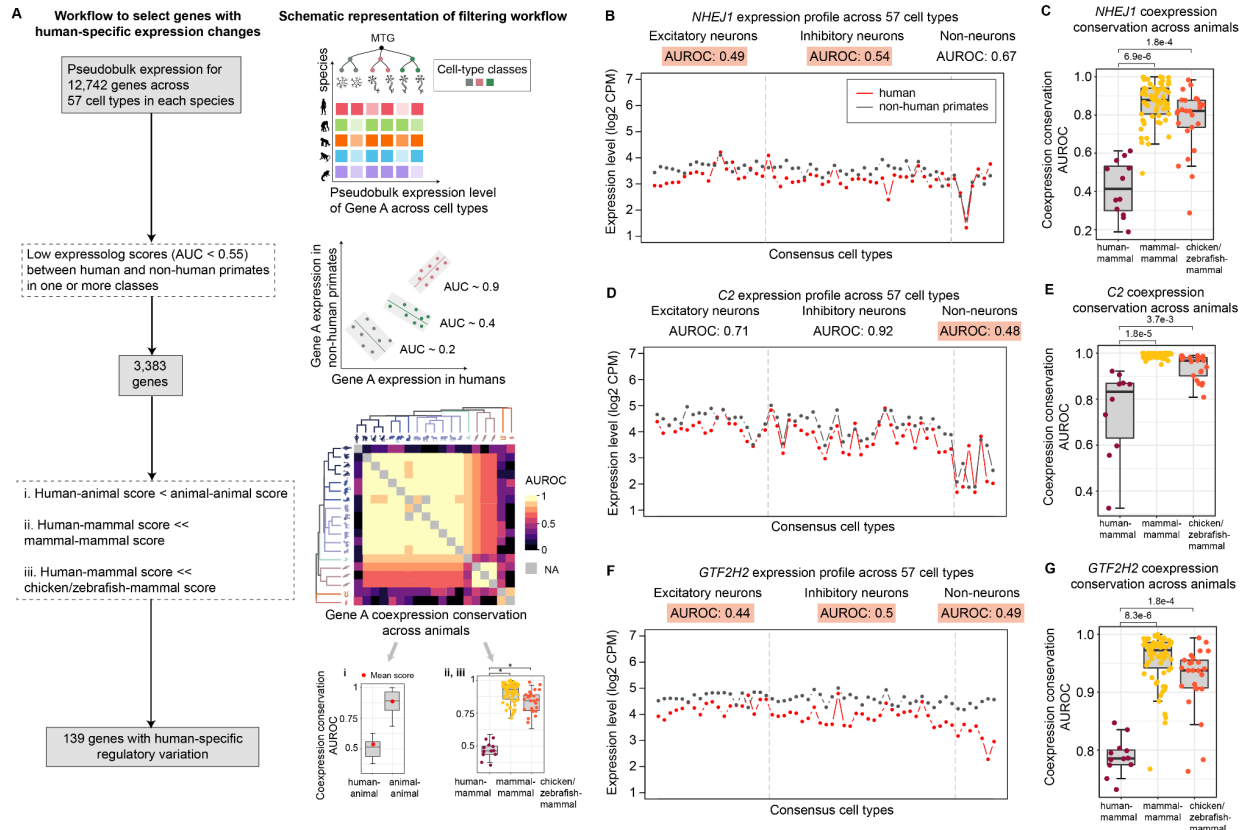 A
Workflow to select genes with
human-specific expression changes
Pseudobulk expression for
12,742 genes across
57 cell types in each species
Low expressolog scores (AUC < 0.55)
between human and non-human primates
in one or more classes
3,383
genes
i. Human-animal score < animal-animal score
ii. Human-mammal score <<
mammal-mammal score
iii. Human-mammal score <<
chicken/zebrafish-mammal score
139 genes with human-specific
regulatory variation
Schematic representation of filtering workflow
MTG
species
Cell-type classes
Pseudobulk expression level
of Gene A across cell types
Gene A expression in
non-human primates
AUC ~ 0.9
AUC ~ 0.4
AUC ~ 0.2
Gene A expression in humans
AUROC
1
0.5
0
NA
Gene A coexpression conservation
across animals
i
Mean score
Coexpression conservation
AUROC
1
0.75
0.5
human-
animal
animal-
animal
ii, iii
* *
1
0.75
0.5
human-
mammal
mammal-
mammal
chicken/
zebrafish-
mammal
B
NHEJ1 expression profile across 57 cell types
Excitatory neurons
AUROC: 0.49
Inhibitory neurons
AUROC: 0.54
Non-neurons
AUROC: 0.67
human
non-human primates
Expression level (log2 CPM)
7
6
5
4
3
2
1
Consensus cell types
C
NHEJ1 coexpression
conservation across animals
1.8e-4
6.9e-6
Coexpression conservation
AUROC
1.0
0.8
0.6
0.4
0.2
human-
mammal
mammal-
mammal
chicken/
zebrafish-
mammal
D
C2 expression profile across 57 cell types
Excitatory neurons
AUROC: 0.71
Inhibitory neurons
AUROC: 0.92
Non-neurons
AUROC: 0.48
Expression level (log2 CPM)
7
6
5
4
3
2
1
Consensus cell types
E
C2 coexpression
conservation across animals
3.7e-3
1.8e-5
Coexpression conservation
AUROC
1.0
0.8
0.6
0.4
human-
mammal
mammal-
mammal
chicken/
zebrafish-
mammal
F
GTF2H2 expression profile across 57 cell types
Excitatory neurons
AUROC: 0.44
Inhibitory neurons
AUROC: 0.5
Non-neurons
AUROC: 0.49
Expression level (log2 CPM)
7
6
5
4
3
2
1
Consensus cell types
G
GTF2H2 coexpression
conservation across animals
1.8e-4
8.3e-6
Coexpression conservation
AUROC
1.0
0.9
0.8
human-
mammal
mammal-
mammal
chicken/
zebrafish-
mammal